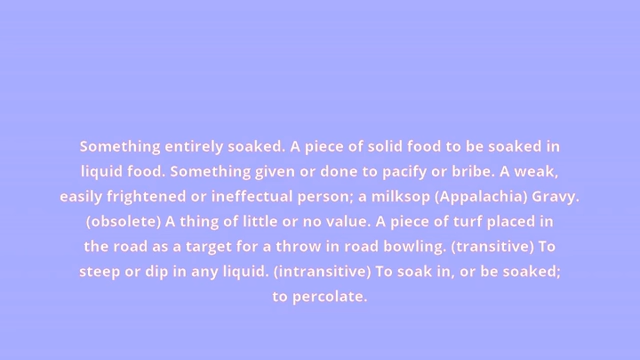 Something entirely soaked. A piece of solid food to be soaked in
liquid food. Something given or done to pacify or bribe. A weak,
easily frightened or ineffectual person; a milksop (Appalachia) Gravy.
(obsolete) A thing of little or no value. A piece of turf placed in
the road as a target for a throw in road bowling. (transitive) To
steep or dip in any liquid. (intransitive) To soak in, or be soaked;
to percolate.